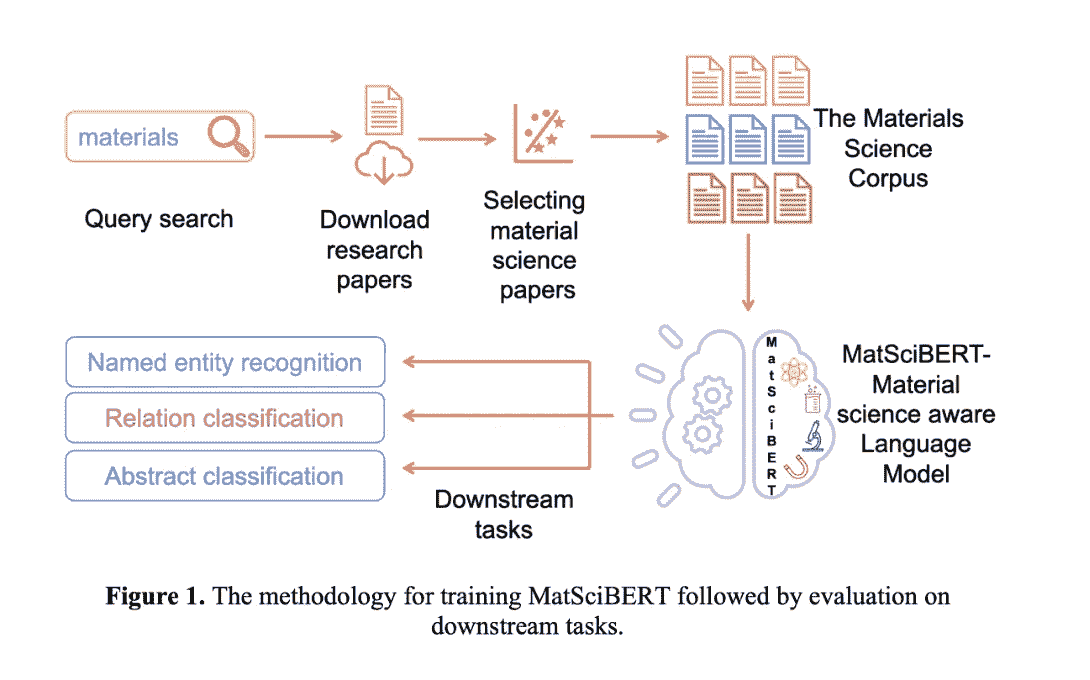 materials
Query search
Download
research
papers
Selecting
material
science
papers
The Materials
Science
Corpus
MatSciBERT
MatSciBERT-
Material
science aware
Language
Model
Named entity recognition
Relation classification
Abstract classification
Downstream
tasks
Figure 1. The methodology for training MatSciBERT followed by evaluation on
downstream tasks.